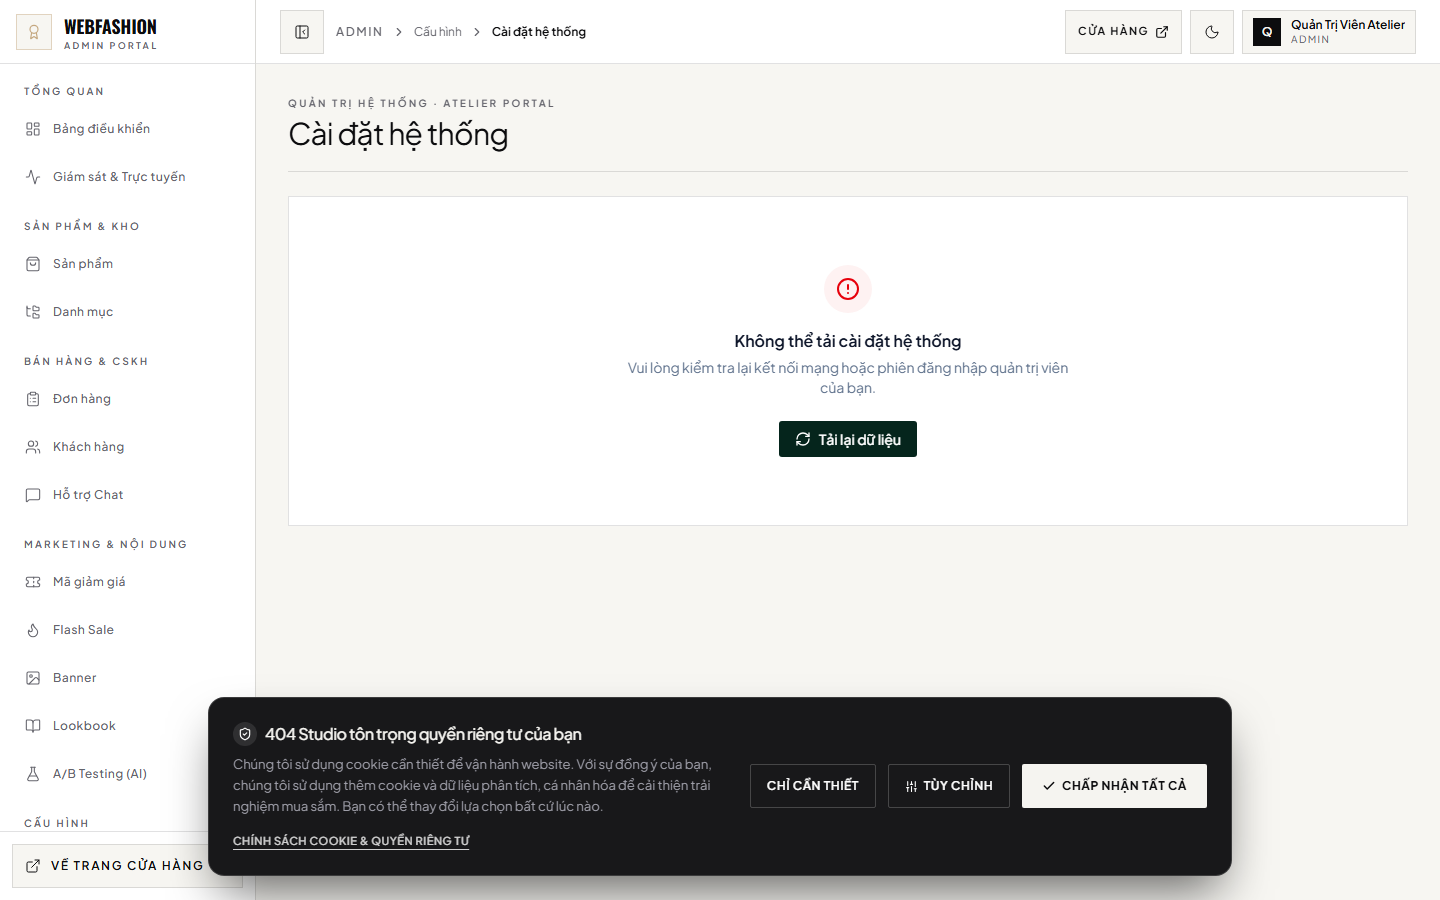 WEBFASHION
ADMIN PORTAL
TỔNG QUAN
Bảng điều khiển
Giám sát & Trực tuyến
SẢN PHẨM & KHO
Sản phẩm
Danh mục
BÁN HÀNG & CSKH
Đơn hàng
Khách hàng
Hỗ trợ Chat
MARKETING & NỘI DUNG
Mã giảm giá
Flash Sale
Banner
Lookbook
A/B Testing (AI)
CẤU HÌNH
VỀ TRANG CỬA HÀNG
ADMIN > Cấu hình > Cài đặt hệ thống
CỬA HÀNG
Q
Quản Trị Viên Atelier
ADMIN
QUẢN TRỊ HỆ THỐNG · ATELIER PORTAL
Cài đặt hệ thống
Không thể tải cài đặt hệ thống
Vui lòng kiểm tra lại kết nối mạng hoặc phiên đăng nhập quản trị viên
của bạn.
Tải lại dữ liệu
404 Studio tôn trọng quyền riêng tư của bạn
Chúng tôi sử dụng cookie cần thiết để vận hành website. Với sự đồng ý của bạn,
chúng tôi sử dụng thêm cookie và dữ liệu phân tích, cá nhân hóa để cải thiện trải
nghiệm mua sắm. Bạn có thể thay đổi lựa chọn bất cứ lúc nào.
CHÍNH SÁCH COOKIE & QUYỀN RIÊNG TƯ
CHỈ CẦN THIẾT
TÙY CHỈNH
CHẤP NHẬN TẤT CẢ